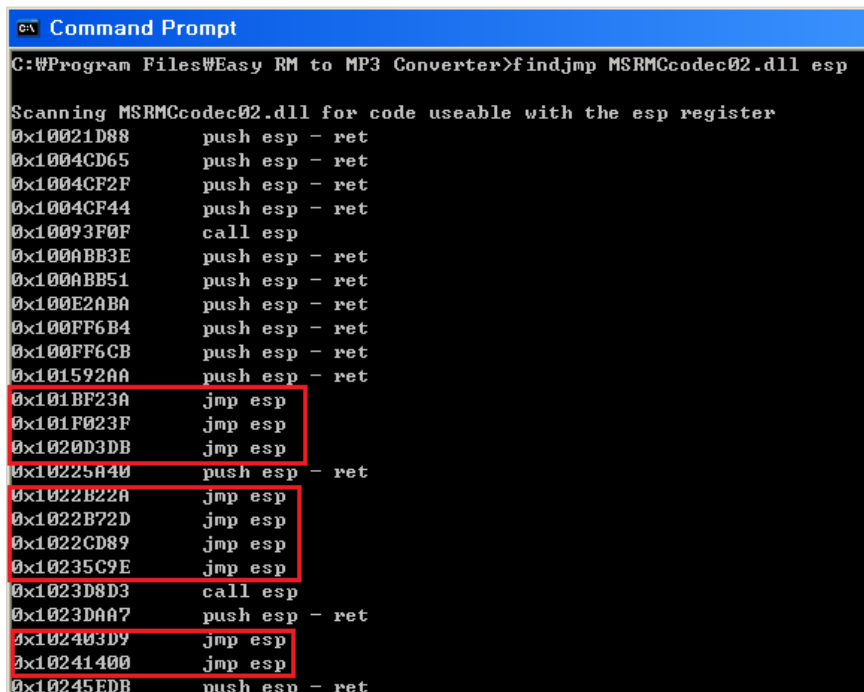 Command Prompt
C:₩Program Files₩Easy RM to MP3 Converter>findjmp MSRMCcodec02.dll esp
Scanning MSRMCcodec02.dll for code useable with the esp register
0x10021D88 push esp - ret
0x1004CD65 push esp - ret
0x1004CF2F push esp - ret
0x1004CF44 push esp - ret
0x10093F0F call esp
0x100ABB3E push esp - ret
0x100ABB51 push esp - ret
0x100E2ABA push esp - ret
0x100FF6B4 push esp - ret
0x100FF6CB push esp - ret
0x101592AA push esp - ret
0x101BF23A jmp esp
0x101F023F jmp esp
0x1020D3DB jmp esp
0x10225A40 push esp - ret
0x1022B22A jmp esp
0x1022B72D jmp esp
0x1022CD89 jmp esp
0x10235C9E jmp esp
0x1023D8D3 call esp
0x1023DAA7 push esp - ret
0x102403D9 jmp esp
0x10241400 jmp esp
0x10245EDB push esp - ret